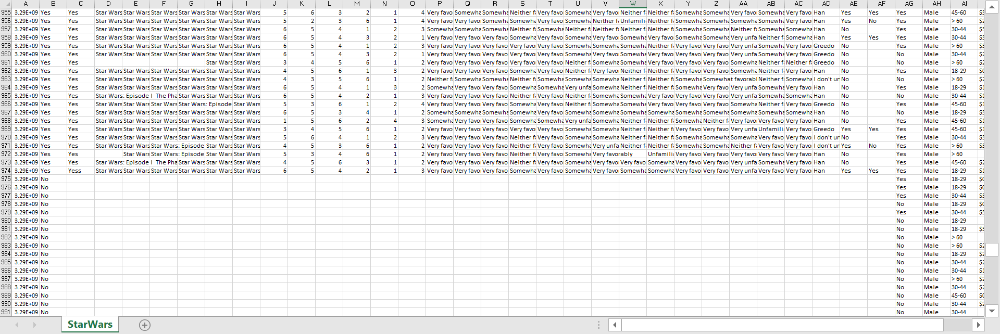 A B C D E F G H I J K L M N O P Q R S T U V W X Y Z AA AB AC AD AE AF AG AH AI
955 3.29E+09 Yes Yes Star Wars Star Wars Star Wars Star Wars Star Wars Star Wars 5 6 3 2 1 4 Very favo Somewha Somewha Neither f Very favo Somewha Somewha Very favo Neither fa Neither fa Somewha Somewha Very favo Somewha Very favo Han Yes Yes Yes Male 45-60
956 3.29E+09 Yes Yes Star Wars Star Wars Star Wars Star Wars Star Wars Star Wars 5 2 3 6 1 4 Very favo Very favo Somewha Somewha Very favo Somewha Neither fa Unfamilia Neither fa Somewha Somewha Somewha Somewha Very favo Han Yes No Yes Male > 60
957 3.29E+09 Yes Yes Star Wars Star Wars Star Wars Star Wars Star Wars Star Wars 6 5 4 1 2 3 Somewha Somewha Somewha Neither fa Somewha Neither fa Neither fa Neither fa Neither fa Somewha Somewha Neither fa Somewha Somewha Han No Yes Male 30-44
958 3.29E+09 Yes Yes Star Wars Star Wars Star Wars Star Wars Star Wars Star Wars 6 5 4 3 2 1 Very favo Very favo Very favo Somewha Very favo Somewha Very favo Somewha Very favo Very favo Somewha Very unfa Neither fa Somewha Han Yes Yes Yes Male 30-44
959 3.29E+09 Yes Yes Star Wars Star Wars Star Wars Star Wars Star Wars Star Wars 6 5 4 1 2 3 Very favo Very favo Very favo Very favo Very favo Somewha Somewha Somewha Neither fa Very favo Very favo Very unfa Somewha Very favo Greedo No Yes Male > 60
960 3.29E+09 Yes Yes Star Wars Star Wars Star Wars Star Wars Star Wars Star Wars 6 5 4 3 2 1 Very favo Very favo Very favo Very favo Very favo Somewha Very favo Somewha Very favo Very favo Very favo Very unfa Somewha Very favo Greedo No No Male 30-44
961 3.29E+09 Yes Yes Star Wars Star Wars 3 4 5 6 1 2 Very favo Very favo Somewha Very favo Very favo Neither fa Very favo Somewha Neither fa Very favo Very favo Somewha Neither fa Neither fa Greedo No No Male > 60
962 3.29E+09 Yes Yes Star Wars Star Wars Star Wars Star Wars Star Wars Star Wars 4 5 6 1 3 2 Very favo Very favo Very favo Somewha Very favo Neither fa Very favo Neither fa Neither fa Very favo Very favo Somewha Neither fa Very favo Han No Yes Male 18-29
963 3.29E+09 Yes Yes Star Wars Star Wars Star Wars Star Wars Star Wars Star Wars 4 3 5 6 1 2 Neither fa Somewha Somewha Neither fa Somewha Neither fa Somewha Neither fa Neither fa Somewha Somewhat favorabl Neither fa Somewha I don't un No No Male > 60
964 3.29E+09 Yes Yes Star Wars Star Wars Star Wars Star Wars Star Wars Star Wars 6 5 4 1 3 2 Somewha Very favo Very favo Somewha Somewha Very unfa Somewha Neither fa Neither fa Somewha Very favo Very unfa Somewha Very favo Han No Yes Male 18-29
965 3.29E+09 Yes Yes Star Wars: Episode I  The Pha Star Wars Star Wars Star Wars 6 5 4 2 1 3 Very favo Very favo Very favo Neither fa Very favo Neither fa Somewha Somewha Very favo Very favo Very favo Very unfa Somewha Somewha Han No No Male 30-44
966 3.29E+09 Yes Yes Star Wars Star Wars Star Wars Star Wars: Episode Star Wars 5 3 6 1 2 4 Very favo Very favo Very favo Somewha Very favo Neither fa Somewha Somewha Very favo Very favo Very favo Somewha Neither fa Very favo Greedo No Yes Male 45-60
967 3.29E+09 Yes Yes Star Wars Star Wars Star Wars Star Wars Star Wars Star Wars 6 5 3 4 1 2 Somewha Somewha Somewha Somewha Very favo Somewha Somewha Somewha Somewha Somewha Somewha Somewha Somewha Somewha Han No No Male 18-29
968 3.29E+09 Yes Yes Star Wars Star Wars Star Wars Star Wars Star Wars Star Wars 1 5 6 2 4 3 Somewha Very favo Very favo Somewha Somewha Very unfa Somewha Neither fa Neither fa Somewha Neither fa Very favo Very favo Very favo Han No Yes Male 45-60
969 3.29E+09 Yes Yes Star Wars Star Wars Star Wars Star Wars Star Wars Star Wars 3 4 5 6 1 2 Very favo Very favo Very favo Very favo Very favo Somewha Somewha Neither fa Neither fa Very favo Very favo Very unfa Unfamilia Very favo Greedo Yes Yes Yes Male 45-60
970 3.29E+09 Yes Yes Star Wars Star Wars Star Wars Star Wars Star Wars Star Wars 5 6 4 1 2 3 Very favo Very favo Very favo Neither fa Very favo Somewha Somewha Neither fa Neither fa Somewha Somewha Somewha Very favo Very favo I don't un No Yes Male 30-44
971 3.29E+09 Yes Yes Star Wars Star Wars Star Wars: Episode Star Wars Star Wars 4 5 3 6 1 2 Very favo Very favo Very favo Somewha Very favo Somewha Very unfa Neither fa Somewha Somewha Somewha Neither fa Very favo Very favo I don't un Yes No Yes Male > 60
972 3.29E+09 Yes Yes Star Wars Star Wars: Episode Star Wars Star Wars 5 3 4 6 1 2 Very favo Very favo Very favo Neither fa Very favo Somewha Very favorably Unfamilia Very favo Very favo Very favo Very favo Very favo Han No Yes Male > 60
973 3.29E+09 Yes Yes Star Wars: Episode I  The Pha Star Wars Star Wars Star Wars 4 5 6 3 1 2 Very favo Very favo Very favo Neither fa Very favo Somewha Very favo Very favo Somewha Very favo Very favo Very unfa Somewha Very favo Han No Yes Male 45-60
974 3.29E+09 Yes Yess Star Wars Star Wars Star Wars Star Wars Star Wars Star Wars 6 5 4 2 1 3 Very favo Very favo Very favo Somewha Very favo Somewha Very favo Somewha Somewha Very favo Very favo Very unfa Very favo Very favo Han Yes Yes Yes Male 18-29
975 3.29E+09 No Yes Male 18-29
976 3.29E+09 No Yes Male 18-29
977 3.29E+09 No Yes Male 30-44
978 3.29E+09 No No Male 18-29
979 3.29E+09 No Yes Male 30-44
980 3.29E+09 No No Male 18-29
981 3.29E+09 No No Male 18-29
982 3.29E+09 No No Male > 60
983 3.29E+09 No No Male > 60
984 3.29E+09 No No Male 18-29
985 3.29E+09 No No Male 30-44
986 3.29E+09 No No Male 30-44
987 3.29E+09 No No Male > 60
988 3.29E+09 No No Male 30-44
989 3.29E+09 No No Male 45-60
990 3.29E+09 No No Male 30-44
991 3.29E+09 No No Male 30-44
StarWars